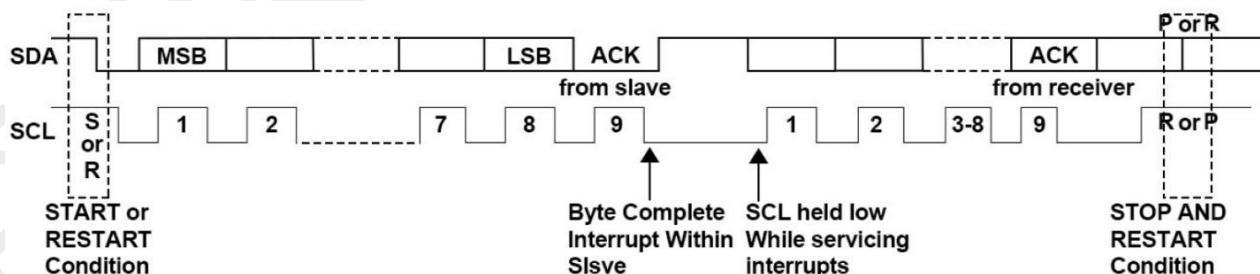 P or R
SDA MSB LSB ACK ACK
from slave from receiver
SCL S or R 1 2 7 8 9 1 2 3-8 9 R or P
START or
RESTART
Condition
Byte Complete
Interrupt Within
Slsve
SCL held low
While servicing
interrupts
STOP AND
RESTART
Condition